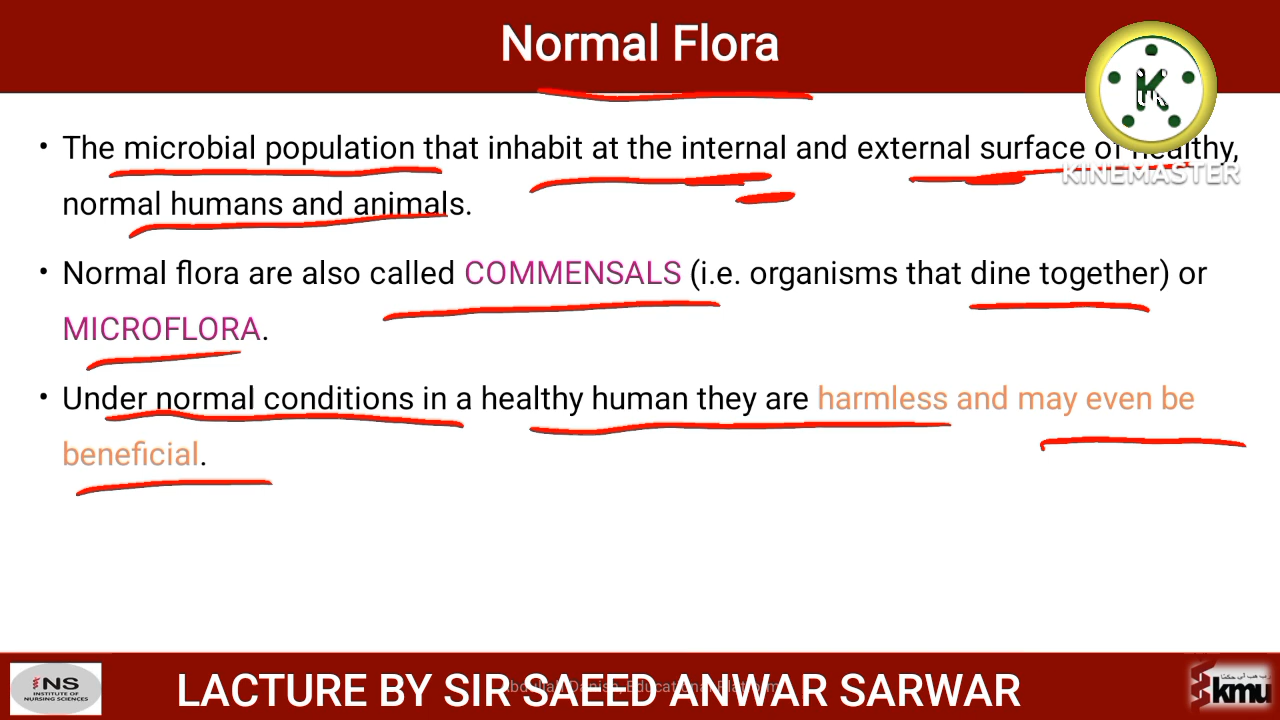 Normal Flora
• The microbial population that inhabit at the internal and external surface of healthy,
normal humans and animals.
• Normal flora are also called COMMENSALS (i.e. organisms that dine together) or
MICROFLORA.
• Under normal conditions in a healthy human they are harmless and may even be
beneficial.
K
KINEMASTER
iNS
INSTITUTE OF
NURSING SCIENCES
LACTURE BY SIR SAEED ANWAR SARWAR
kmu